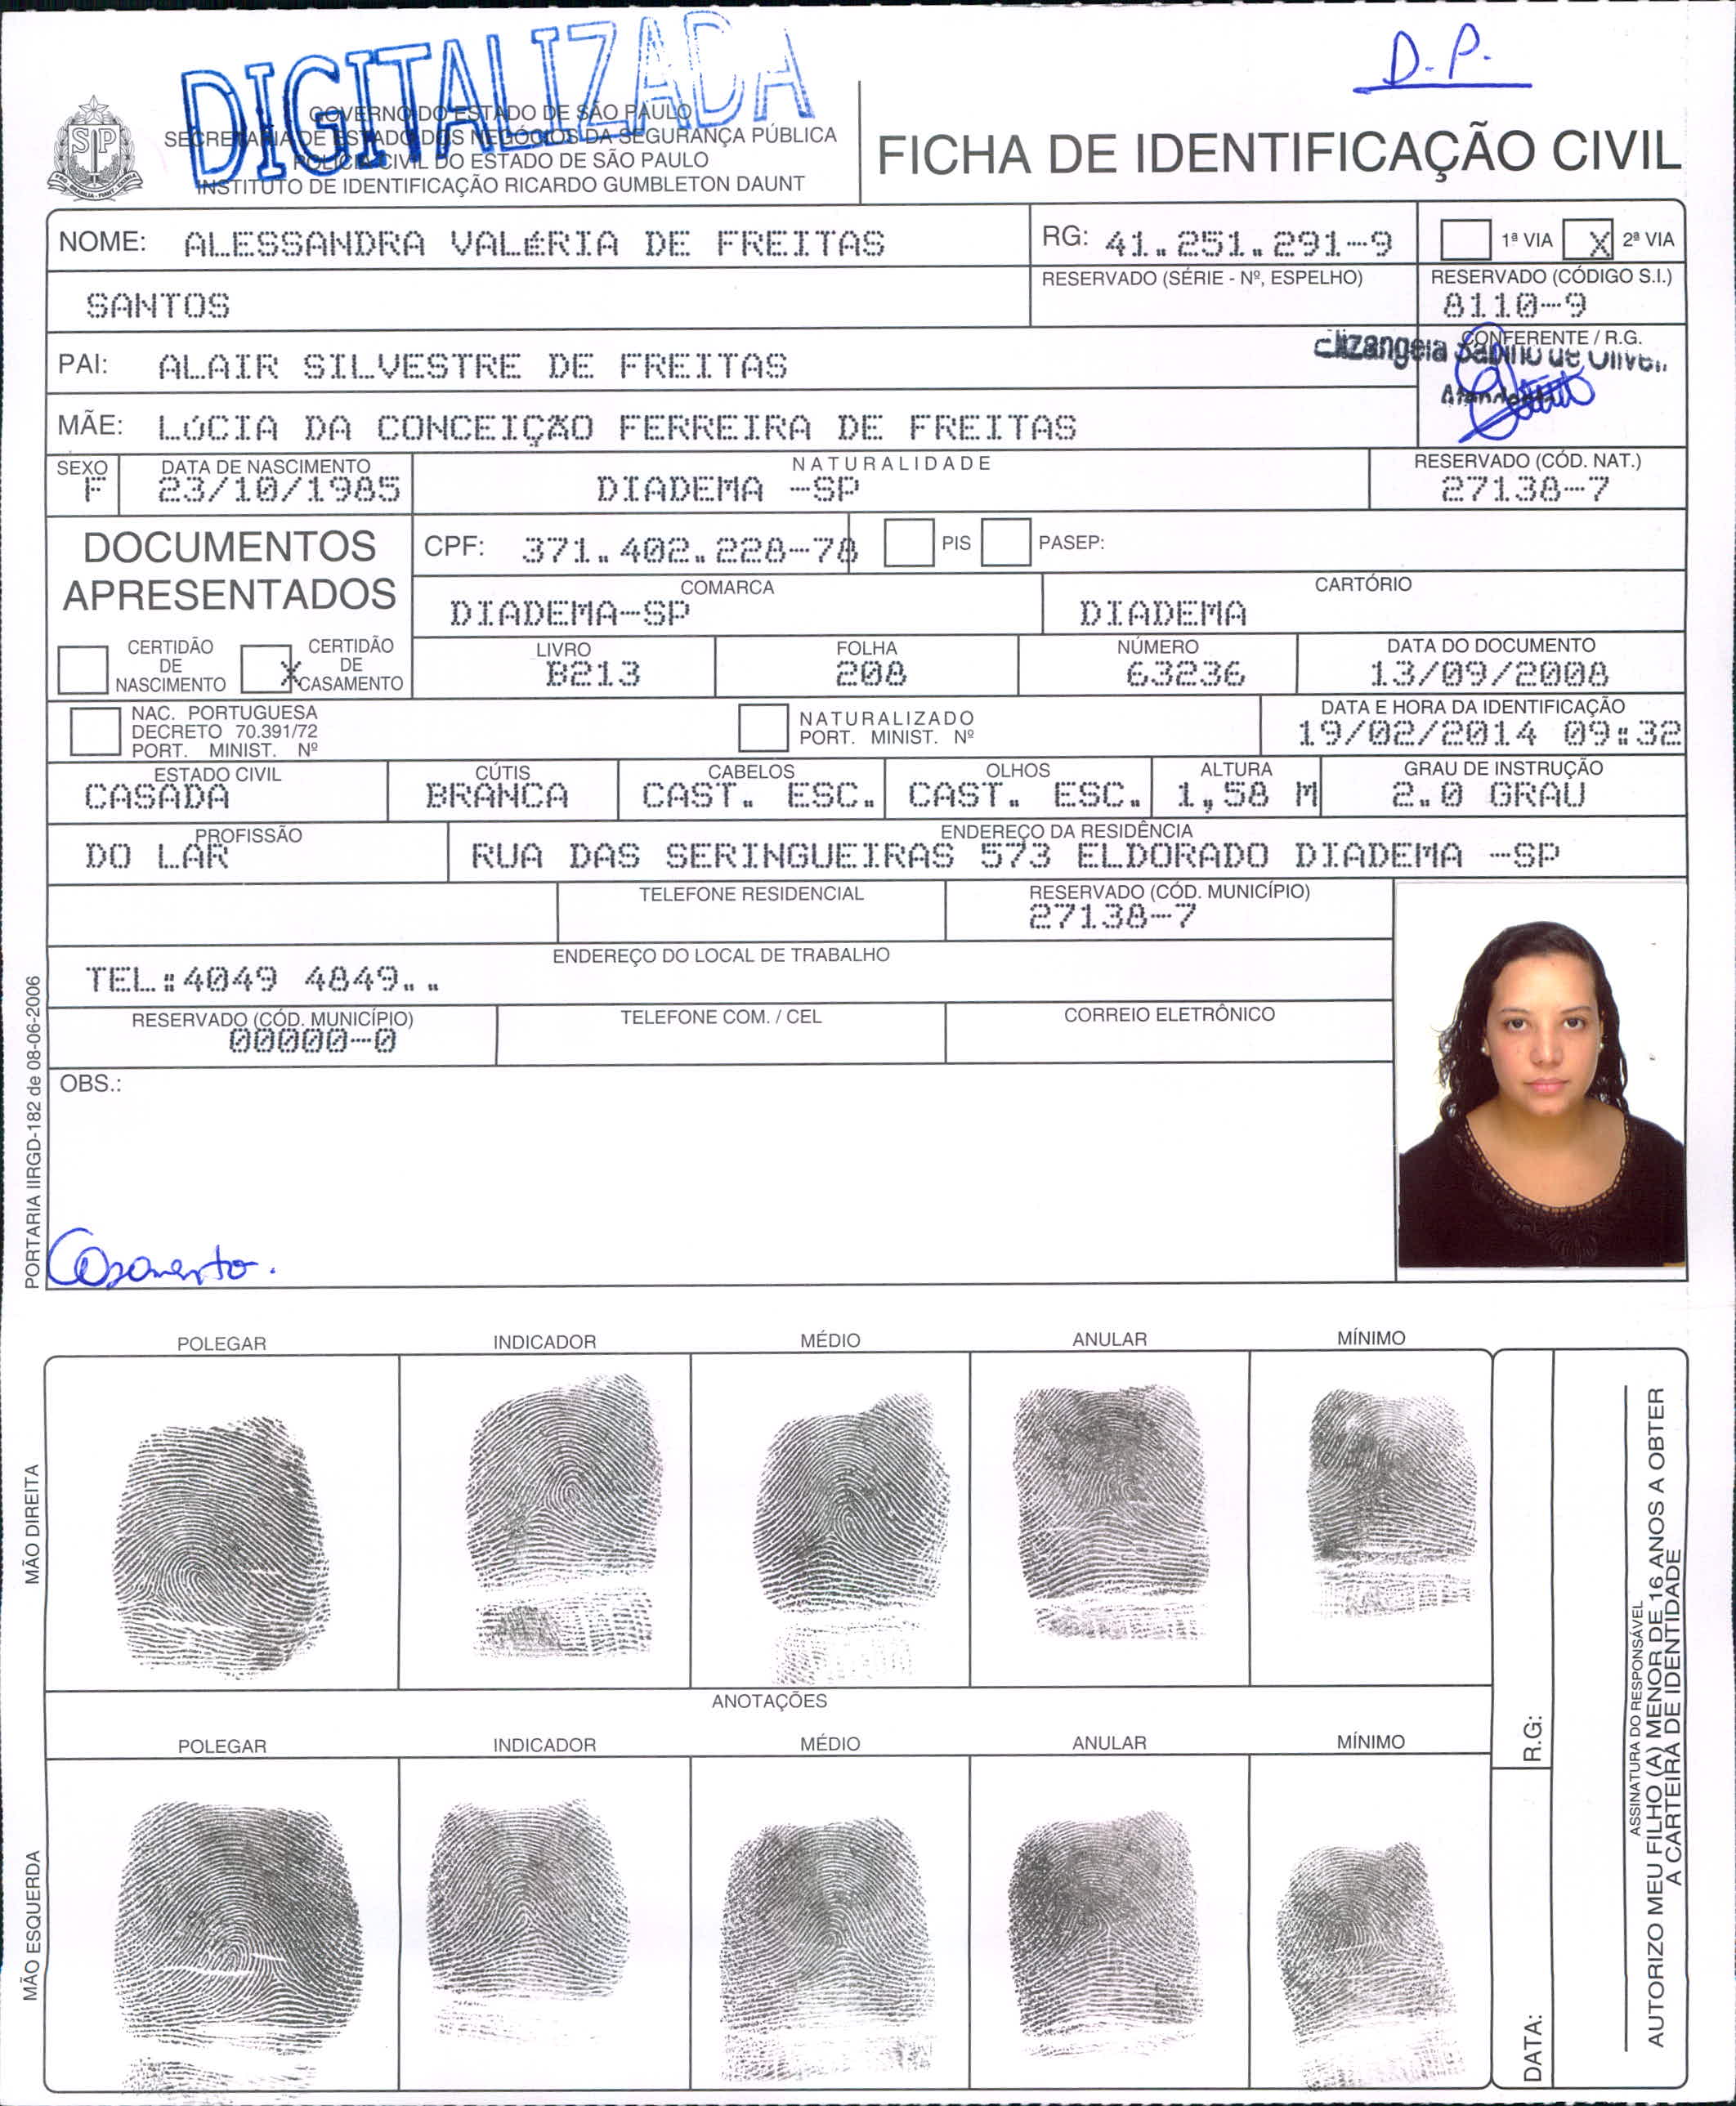 DIGITALIZADA
D.P.
GOVERNO DO ESTADO DE SÃO PAULO
SECRETARIA DE ESTADO DOS NEGÓCIOS DA SEGURANÇA PÚBLICA
POLÍCIA CIVIL DO ESTADO DE SÃO PAULO
INSTITUTO DE IDENTIFICAÇÃO RICARDO GUMBLETON DAUNT
FICHA DE IDENTIFICAÇÃO CIVIL
NOME: ALESSANDRA VALéRIA DE FREITAS RG: 41.251.291-9 1ª VIA X 2ª VIA
SANTOS RESERVADO (SÉRIE - Nº, ESPELHO) RESERVADO (CÓDIGO S.I.)
8110-9
PAI: ALAIR SILVESTRE DE FREITAS CONFERENTE / R.G.
Elizangela Sabino de
MÃE: LúCIA DA CONCEIÇÃO FERREIRA DE FREITAS
SEXO DATA DE NASCIMENTO NATURALIDADE RESERVADO (CÓD. NAT.)
F 23/10/1985 DIADEMA -SP 27138-7
DOCUMENTOS
APRESENTADOS
CPF: 371.402.228-78 PIS PASEP:
COMARCA CARTÓRIO
DIADEMA-SP DIADEMA
CERTIDÃO DE NASCIMENTO X CERTIDÃO DE CASAMENTO
LIVRO FOLHA NÚMERO DATA DO DOCUMENTO
B213 208 63236 13/09/2008
NAC. PORTUGUESA
DECRETO 70.391/72
PORT. MINIST. Nº
NATURALIZADO
PORT. MINIST. Nº
DATA E HORA DA IDENTIFICAÇÃO
19/02/2014 09:32
ESTADO CIVIL CÚTIS CABELOS OLHOS ALTURA GRAU DE INSTRUÇÃO
CASADA BRANCA CAST. ESC. CAST. ESC. 1,58 M 2.0 GRAU
PROFISSÃO ENDEREÇO DA RESIDÊNCIA
DO LAR RUA DAS SERINGUEIRAS 573 ELDORADO DIADEMA -SP
TELEFONE RESIDENCIAL RESERVADO (CÓD. MUNICÍPIO)
27138-7
ENDEREÇO DO LOCAL DE TRABALHO
TEL:4049 4849..
RESERVADO (CÓD. MUNICÍPIO) TELEFONE COM. / CEL CORREIO ELETRÔNICO
00000-0
OBS.:
Casamento.
PORTARIA IIRGD-182 de 08-06-2006
POLEGAR INDICADOR MÉDIO ANULAR MÍNIMO
MÃO DIREITA
ANOTAÇÕES
POLEGAR INDICADOR MÉDIO ANULAR MÍNIMO
MÃO ESQUERDA
R.G:
DATA:
ASSINATURA DO RESPONSÁVEL
AUTORIZO MEU FILHO (A) MENOR DE 16 ANOS A OBTER
A CARTEIRA DE IDENTIDADE